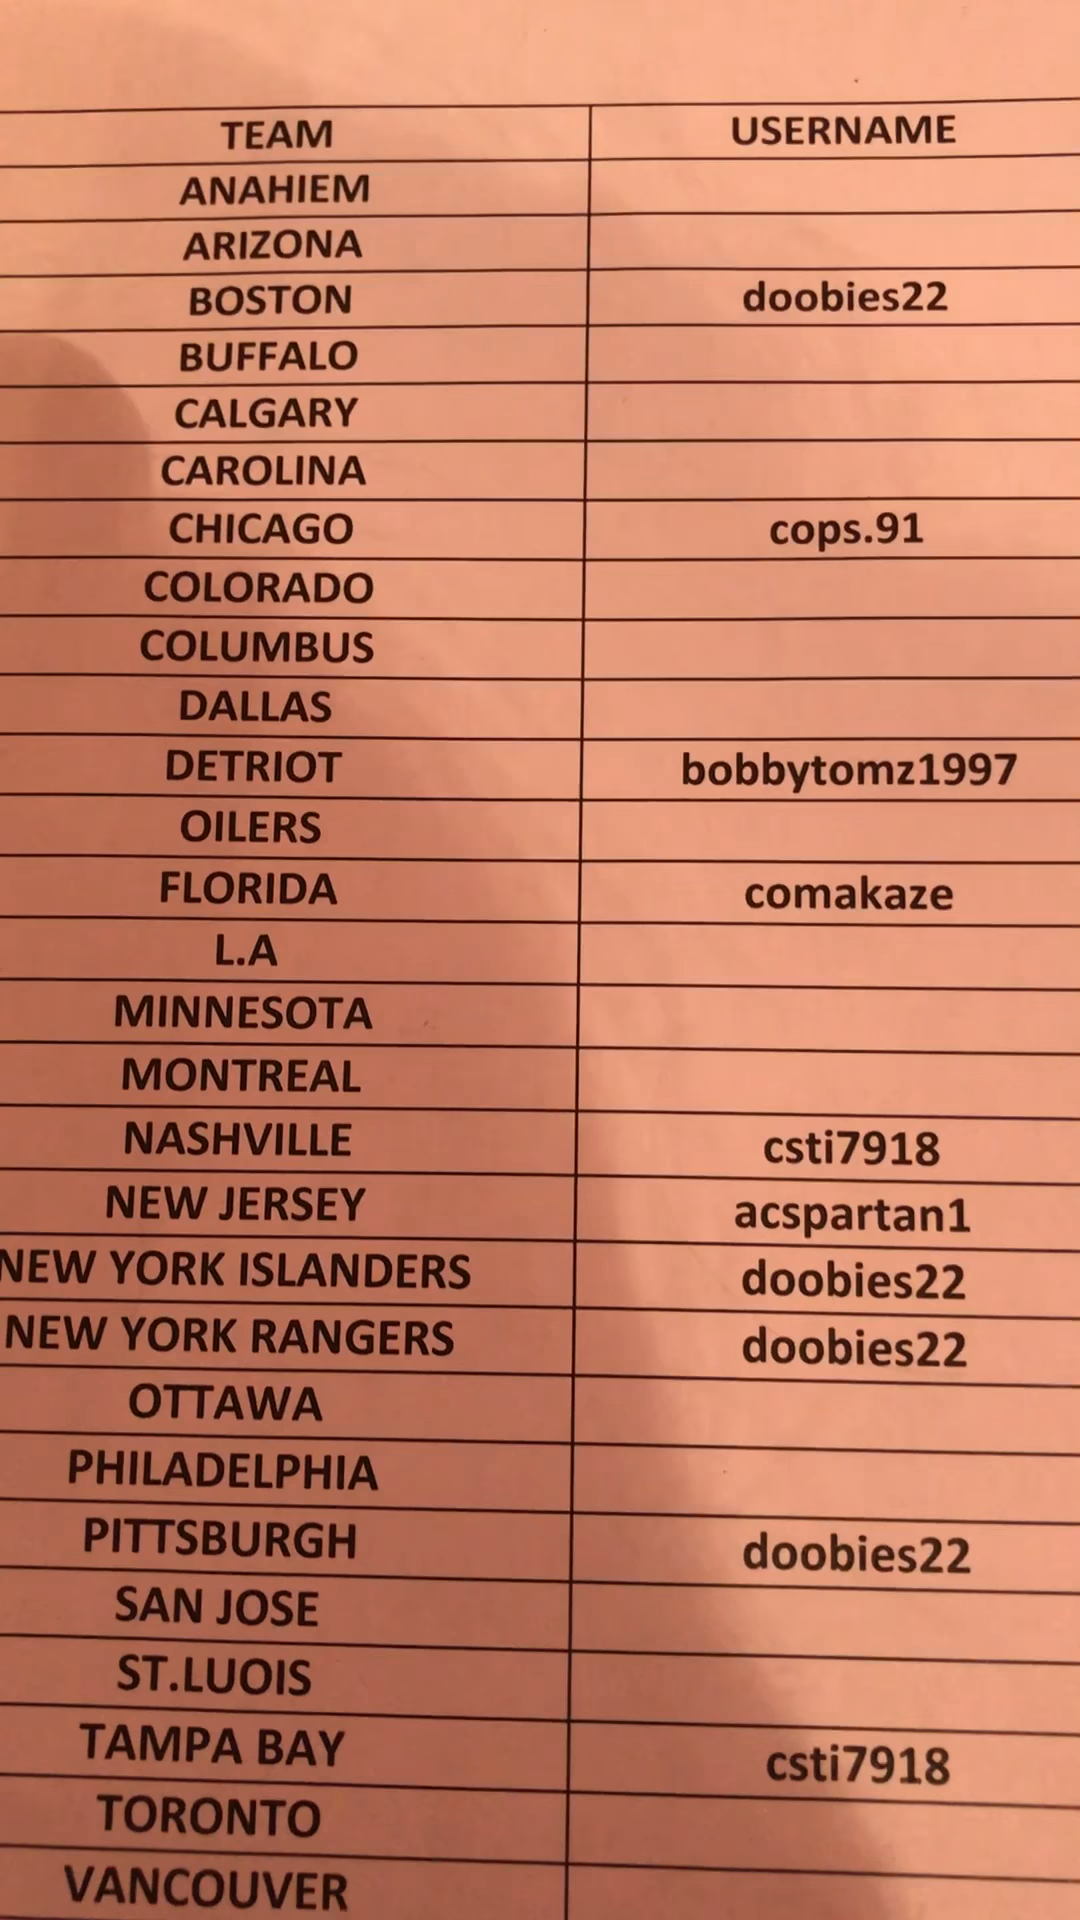 TEAM USERNAME
ANAHIEM
ARIZONA
BOSTON doobies22
BUFFALO
CALGARY
CAROLINA
CHICAGO cops.91
COLORADO
COLUMBUS
DALLAS
DETRIOT bobbytomz1997
OILERS
FLORIDA comakaze
L.A
MINNESOTA
MONTREAL
NASHVILLE csti7918
NEW JERSEY acspartan1
NEW YORK ISLANDERS doobies22
NEW YORK RANGERS doobies22
OTTAWA
PHILADELPHIA
PITTSBURGH doobies22
SAN JOSE
ST.LUOIS
TAMPA BAY csti7918
TORONTO
VANCOUVER